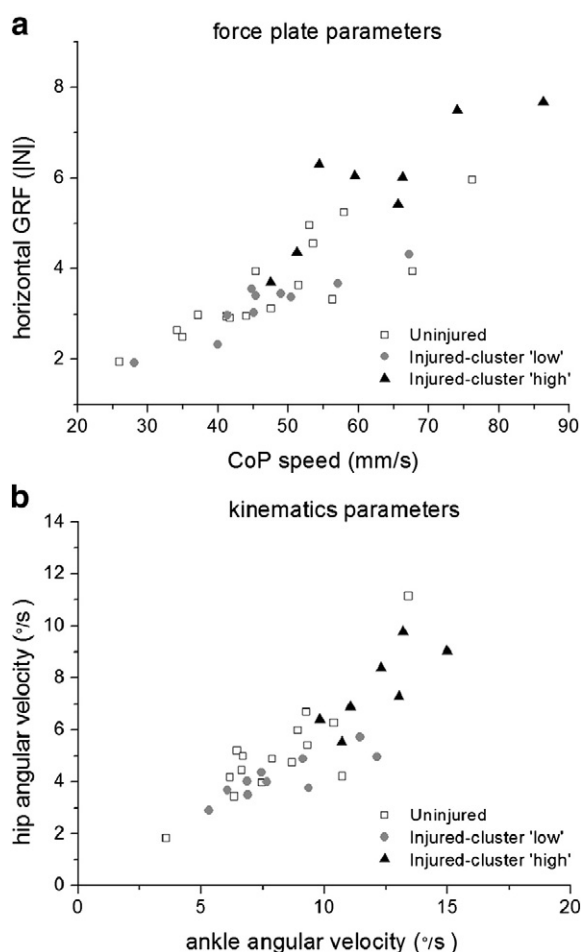 a
force plate parameters
horizontal GRF (|N|)
8
6
4
2
Uninjured
Injured-cluster 'low'
Injured-cluster 'high'
20 30 40 50 60 70 80 90
CoP speed (mm/s)
b
kinematics parameters
hip angular velocity (°/s)
14
12
10
8
6
4
2
0
Uninjured
Injured-cluster 'low'
Injured-cluster 'high'
0 5 10 15 20
ankle angular velocity (°/s)